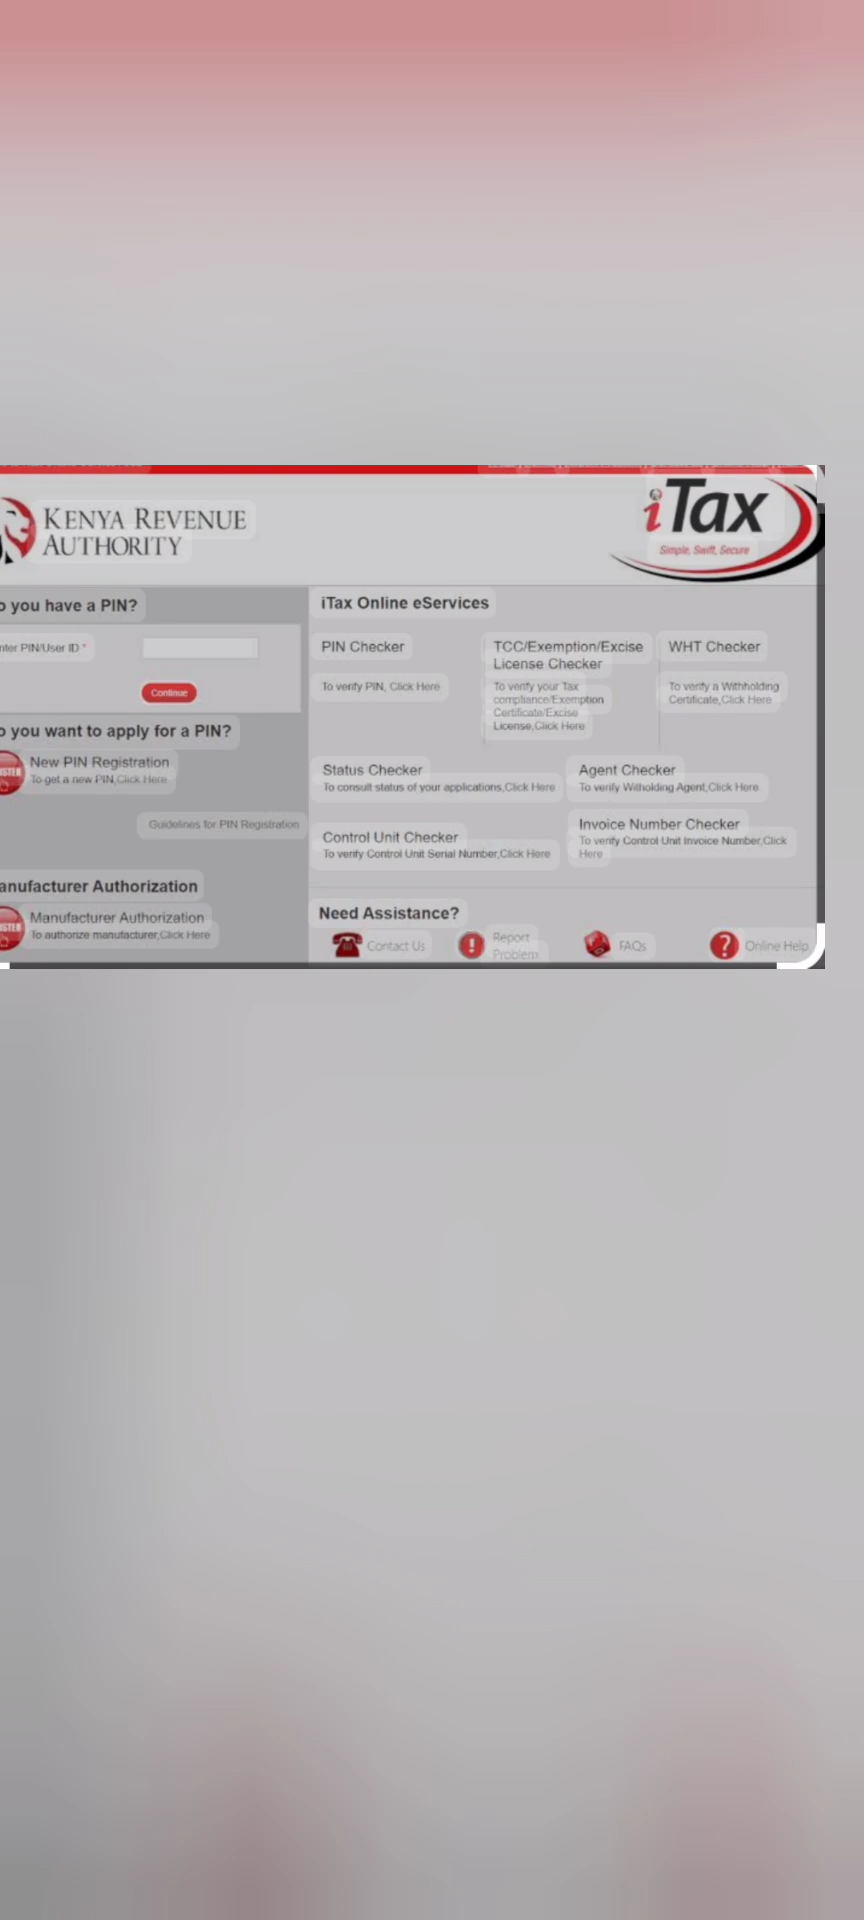 KENYA REVENUE
AUTHORITY
iTax
Simple, Swift, Secure
o you have a PIN?
nter PIN/User ID *
Continue
o you want to apply for a PIN?
New PIN Registration
To get a new PIN,Click Here
Guidelines for PIN Registration
anufacturer Authorization
Manufacturer Authorization
To authorize manufacturer,Click Here
iTax Online eServices
PIN Checker
To verify PIN, Click Here
TCC/Exemption/Excise
License Checker
To verify your Tax
compliance/Exemption
Certificate/Excise
License,Click Here
WHT Checker
To verify a Withholding
Certificate,Click Here
Status Checker
To consult status of your applications,Click Here
Agent Checker
To verify Witholding Agent,Click Here
Control Unit Checker
To verify Control Unit Serial Number,Click Here
Invoice Number Checker
To verify Control Unit Invoice Number,Click
Here
Need Assistance?
Contact Us
Report
Problem
FAQs
Online Help